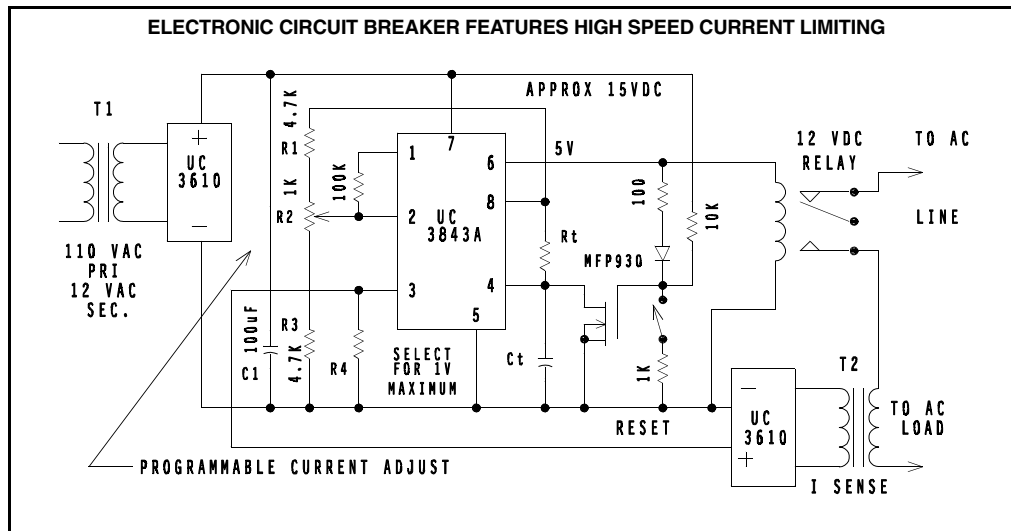 ELECTRONIC CIRCUIT BREAKER FEATURES HIGH SPEED CURRENT LIMITING
T1
+
UC
3610
−
110 VAC
PRI
12 VAC
SEC.
100uF
C1
4.7K
R1
1K
R2
R3
4.7K
100K
R4
1
2
3
7
6
8
4
5
UC
3843A
SELECT
FOR 1V
MAXIMUM
APPROX 15VDC
5V
Rt
Ct
100
MFP930
10K
1K
RESET
12 VDC
RELAY
TO AC
LINE
−
UC
3610
+
T2
TO AC
LOAD
I SENSE
PROGRAMMABLE CURRENT ADJUST